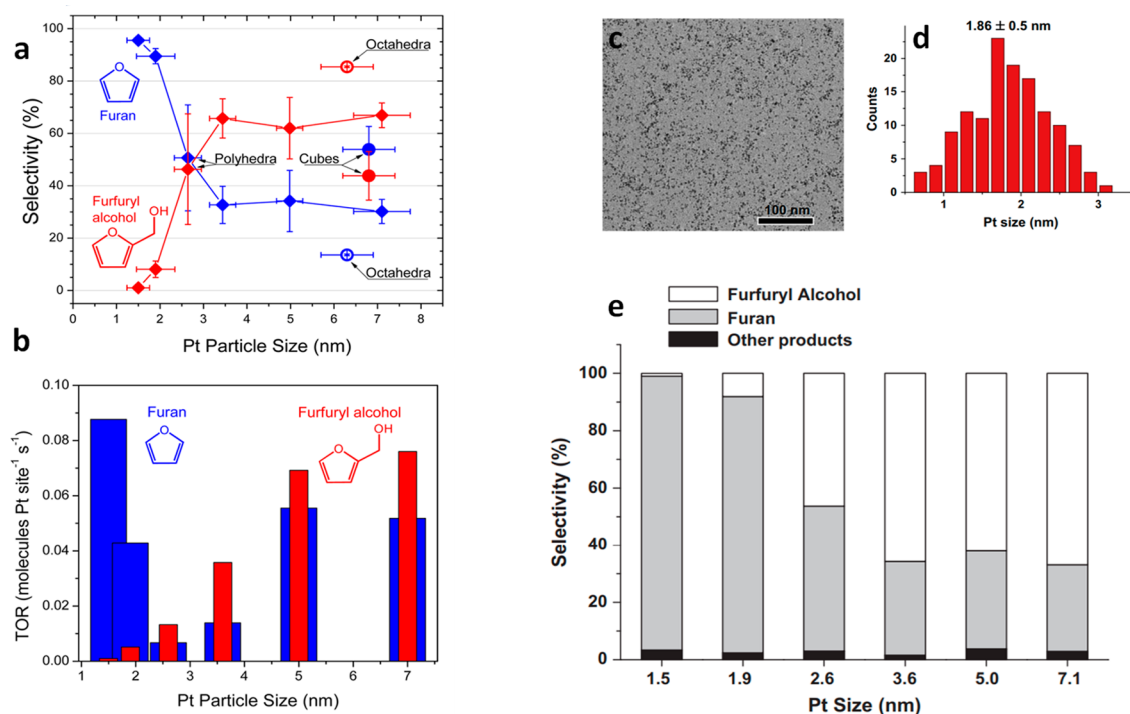 a
Selectivity (%)
100
80
60
40
20
0
Furan
Octahedra
Polyhedra
Cubes
Furfuryl
alcohol
OH
O
O
Octahedra
0 1 2 3 4 5 6 7 8
Pt Particle Size (nm)
b
TOR (molecules Pt site-1 s-1)
0.10
0.08
0.06
0.04
0.02
0.00
Furan
O
Furfuryl alcohol
OH
O
1 2 3 4 5 6 7
Pt Particle Size (nm)
c
100 nm
d
1.86 ± 0.5 nm
Counts
20
15
10
5
0
1 2 3
Pt size (nm)
e
Furfuryl Alcohol
Furan
Other products
Selectivity (%)
100
80
60
40
20
0
1.5 1.9 2.6 3.6 5.0 7.1
Pt Size (nm)